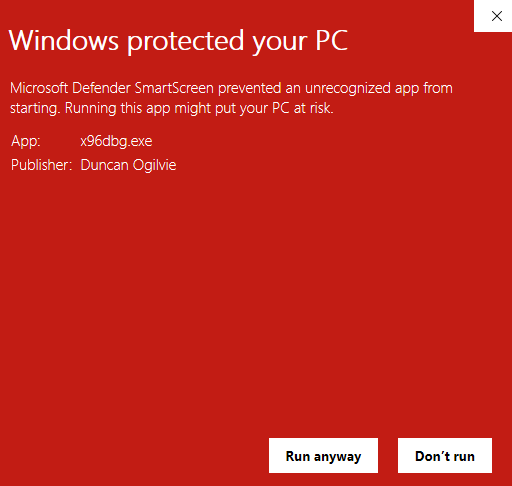 Windows protected your PC
Microsoft Defender SmartScreen prevented an unrecognized app from
starting. Running this app might put your PC at risk.
App: x96dbg.exe
Publisher: Duncan Ogilvie
Run anyway Don’t run